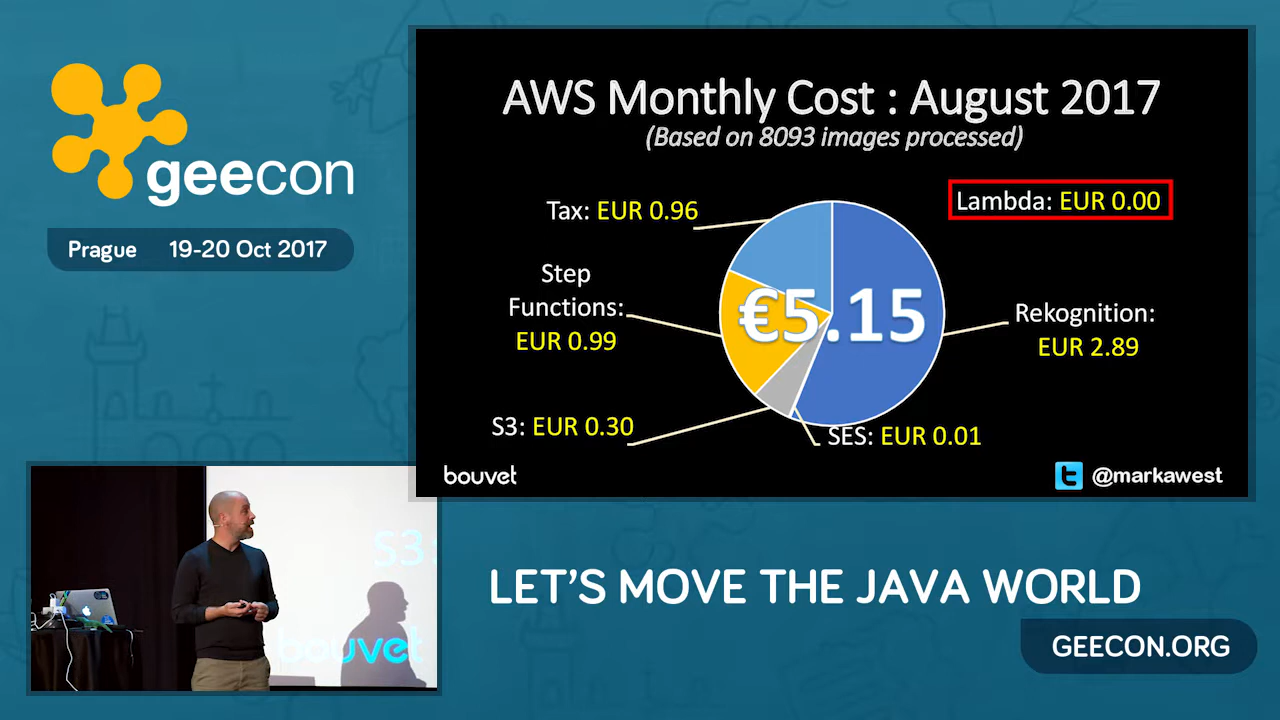 geecon
Prague 19-20 Oct 2017
AWS Monthly Cost : August 2017
(Based on 8093 images processed)
Lambda: EUR 0.00
Tax: EUR 0.96
Step
Functions:
EUR 0.99
€5.15
Rekognition:
EUR 2.89
S3: EUR 0.30
SES: EUR 0.01
bouvet
@markawest
S3:
bouvet
LET'S MOVE THE JAVA WORLD
GEECON.ORG